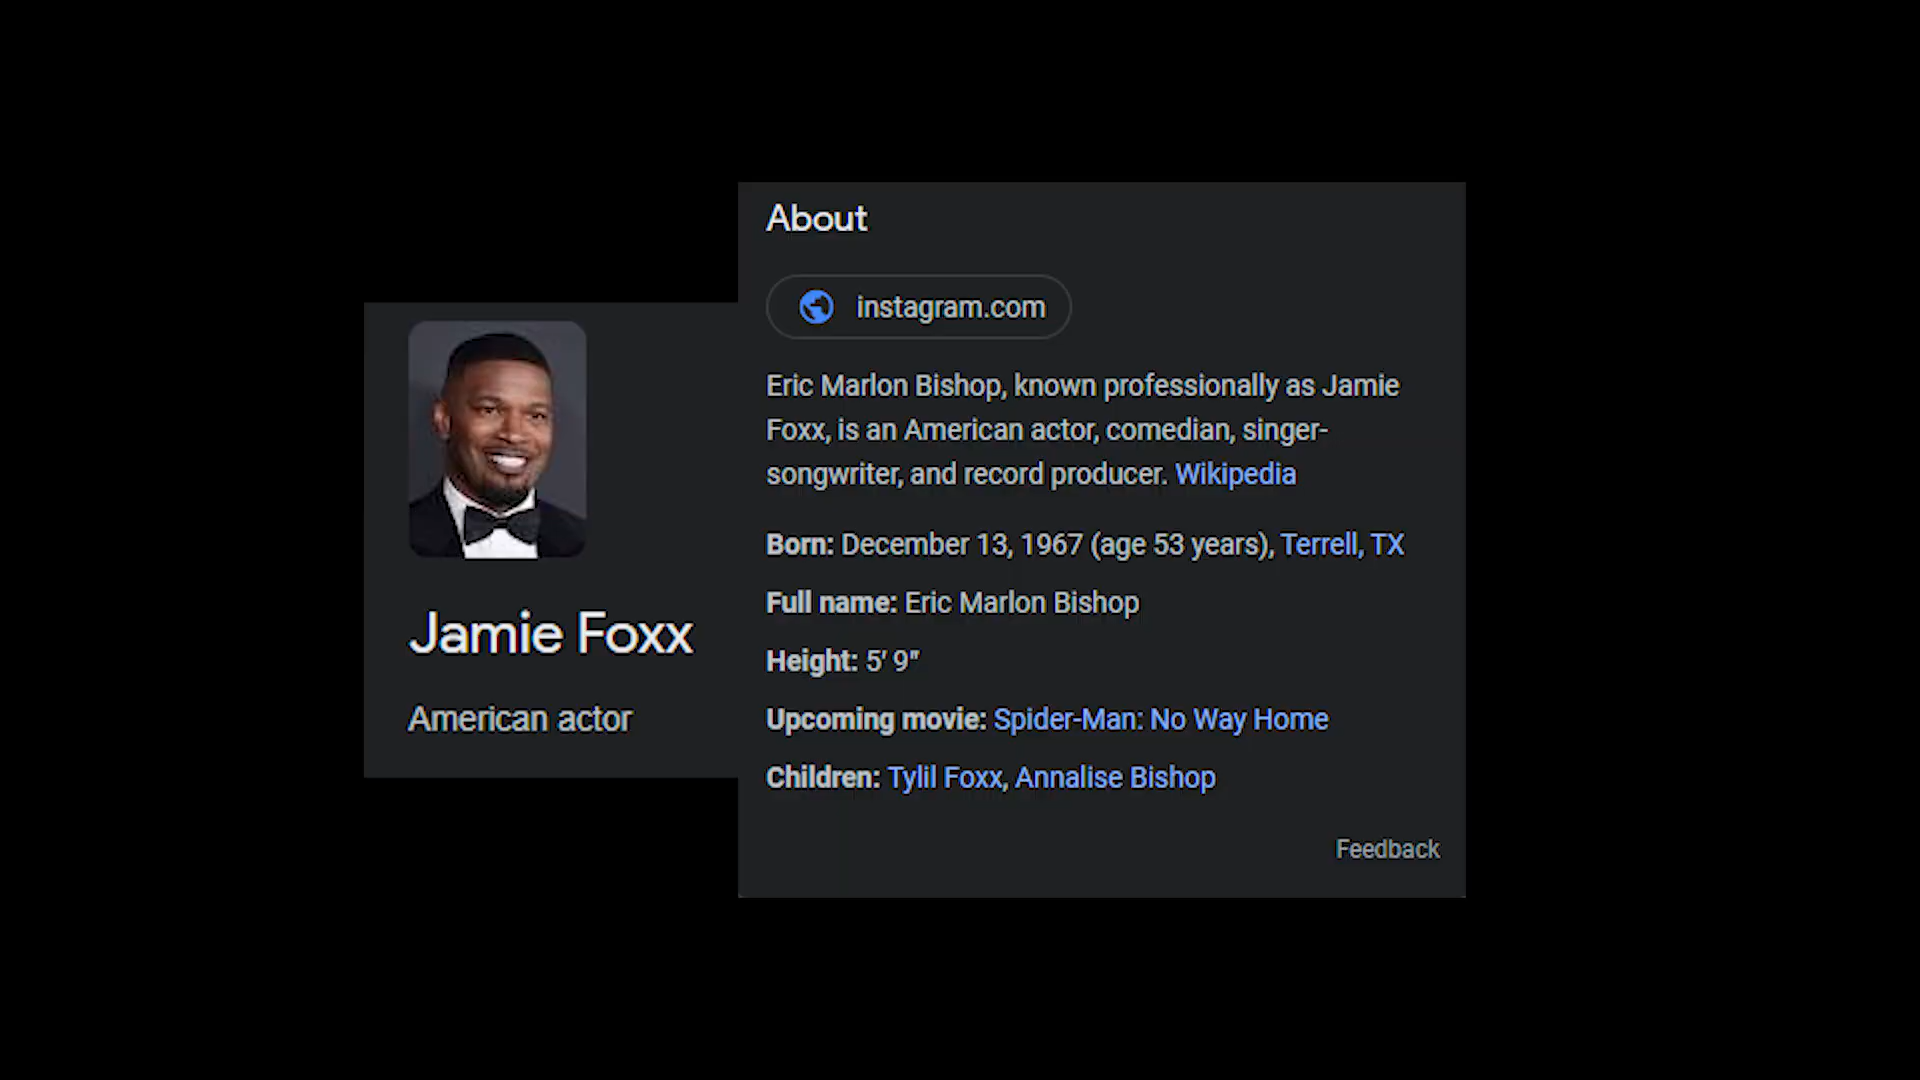 Jamie Foxx
American actor
About
instagram.com
Eric Marlon Bishop, known professionally as Jamie
Foxx, is an American actor, comedian, singer-
songwriter, and record producer. Wikipedia
Born: December 13, 1967 (age 53 years), Terrell, TX
Full name: Eric Marlon Bishop
Height: 5′ 9″
Upcoming movie: Spider-Man: No Way Home
Children: Tylil Foxx, Annalise Bishop
Feedback